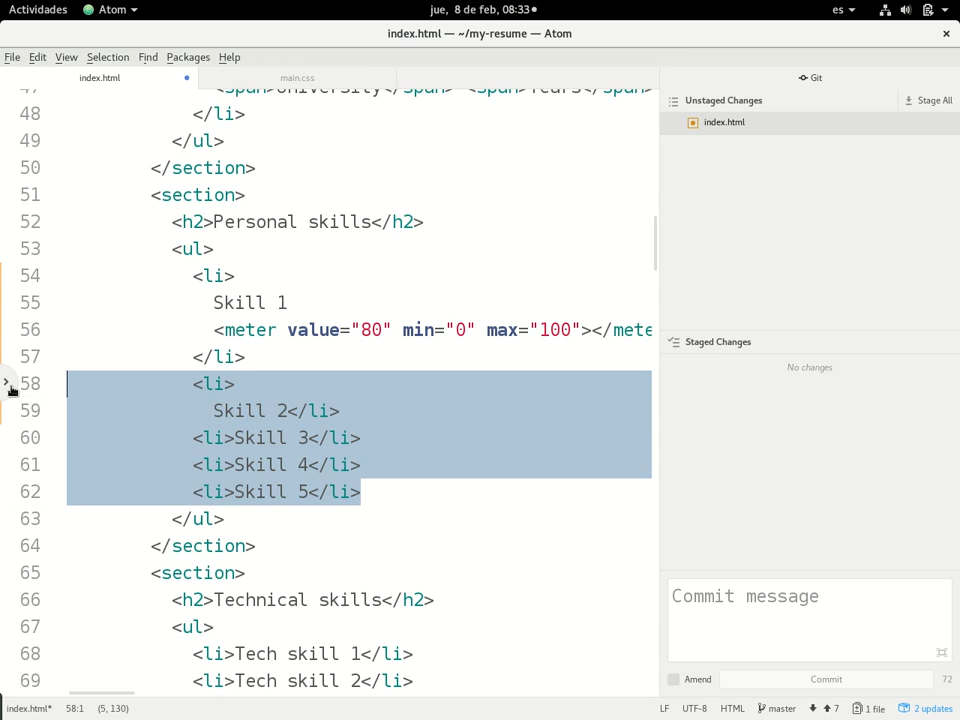 Actividades Atom jue, 8 de feb, 08:33 es
index.html — ~/my-resume — Atom
File Edit View Selection Find Packages Help
index.html main.css Git
47 <span>University</span> <span>Years</span>
48 </li>
49 </ul>
50 </section>
51 <section>
52 <h2>Personal skills</h2>
53 <ul>
54 <li>
55 Skill 1
56 <meter value="80" min="0" max="100"></mete
57 </li>
58 <li>
59 Skill 2</li>
60 <li>Skill 3</li>
61 <li>Skill 4</li>
62 <li>Skill 5</li>
63 </ul>
64 </section>
65 <section>
66 <h2>Technical skills</h2>
67 <ul>
68 <li>Tech skill 1</li>
69 <li>Tech skill 2</li>
Unstaged Changes Stage All
index.html
Staged Changes
No changes
Commit message
Amend Commit 72
index.html* 58:1 (5, 130) LF UTF-8 HTML master 7 1 file 2 updates